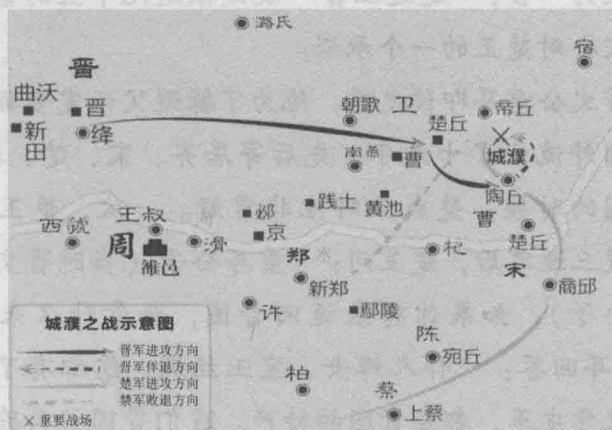 潞氏
宿
晋
曲沃
晋
新田
绛
朝歌
卫
帝丘
楚丘
城濮
南燕
曹
陶丘
曹
践士
黄池
楚丘
邲
京
王叔
西虢
周
雒邑
滑
郑
杞
宋
新郑
商邱
许
鄢陵
陈
宛丘
柏
蔡
上蔡
城濮之战示意图
晋军进攻方向
晋军佯退方向
楚军进攻方向
禁军败退方向
重要战场